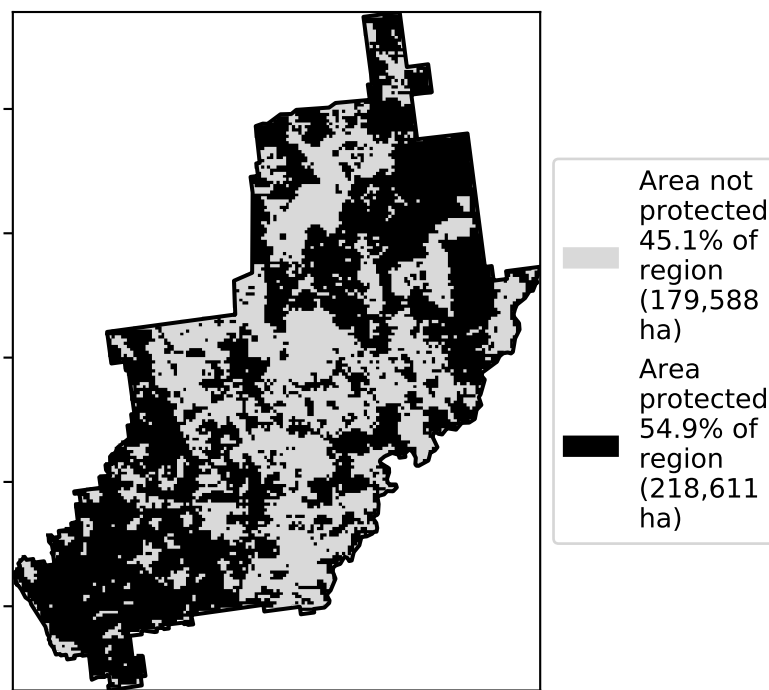 Area not
protected
45.1% of
region
(179,588
ha)
Area
protected
54.9% of
region
(218,611
ha)